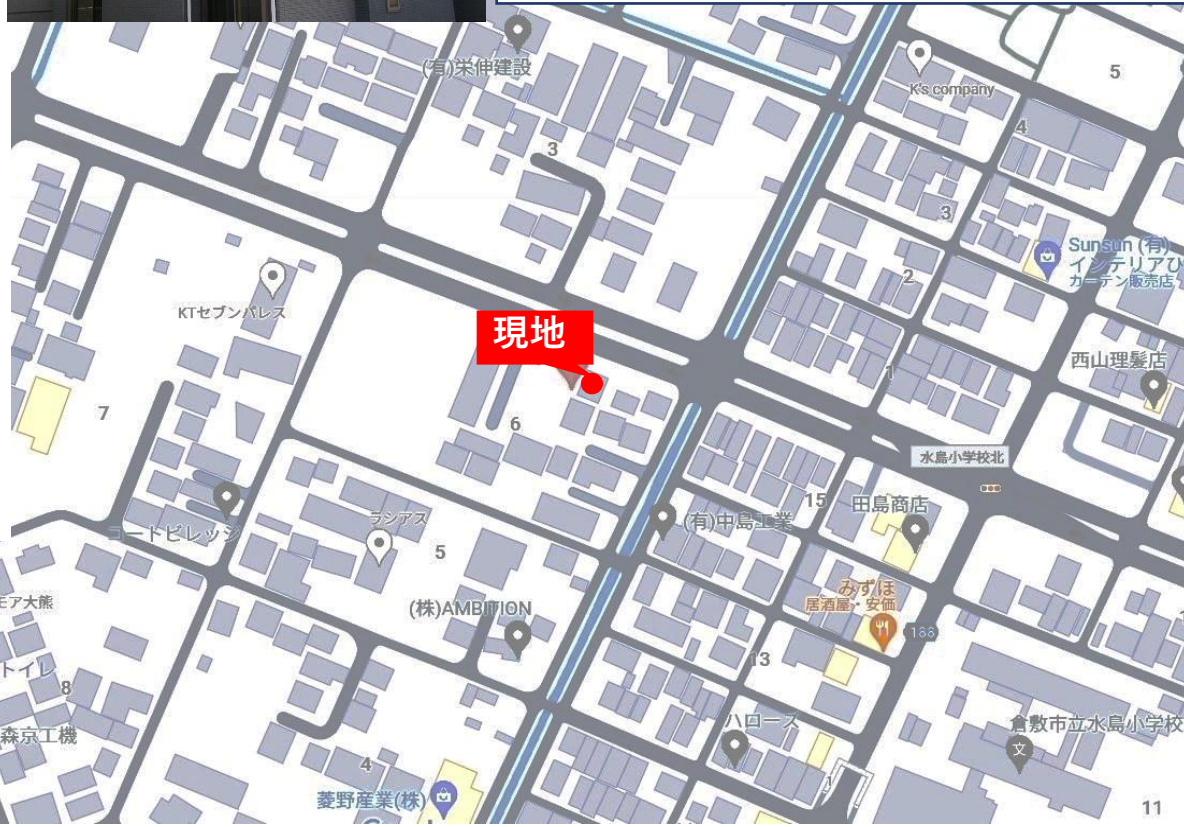 (有)栄伸建設
K's company
5
4
3
3
Sunsun (有)
インテリアひ
カーテン販売店
2
KTセブンパレス
現地
西山理髪店
1
7
6
水島小学校北
15
田島商店
(有)中島工業
ラシアス
コートビレッジ
5
モア大熊
(株)AMBITION
みずほ
居酒屋・安価
188
13
トイレ
8
森京工機
ハローズ
倉敷市立水島小学校
文
4
菱野産業(株)
11